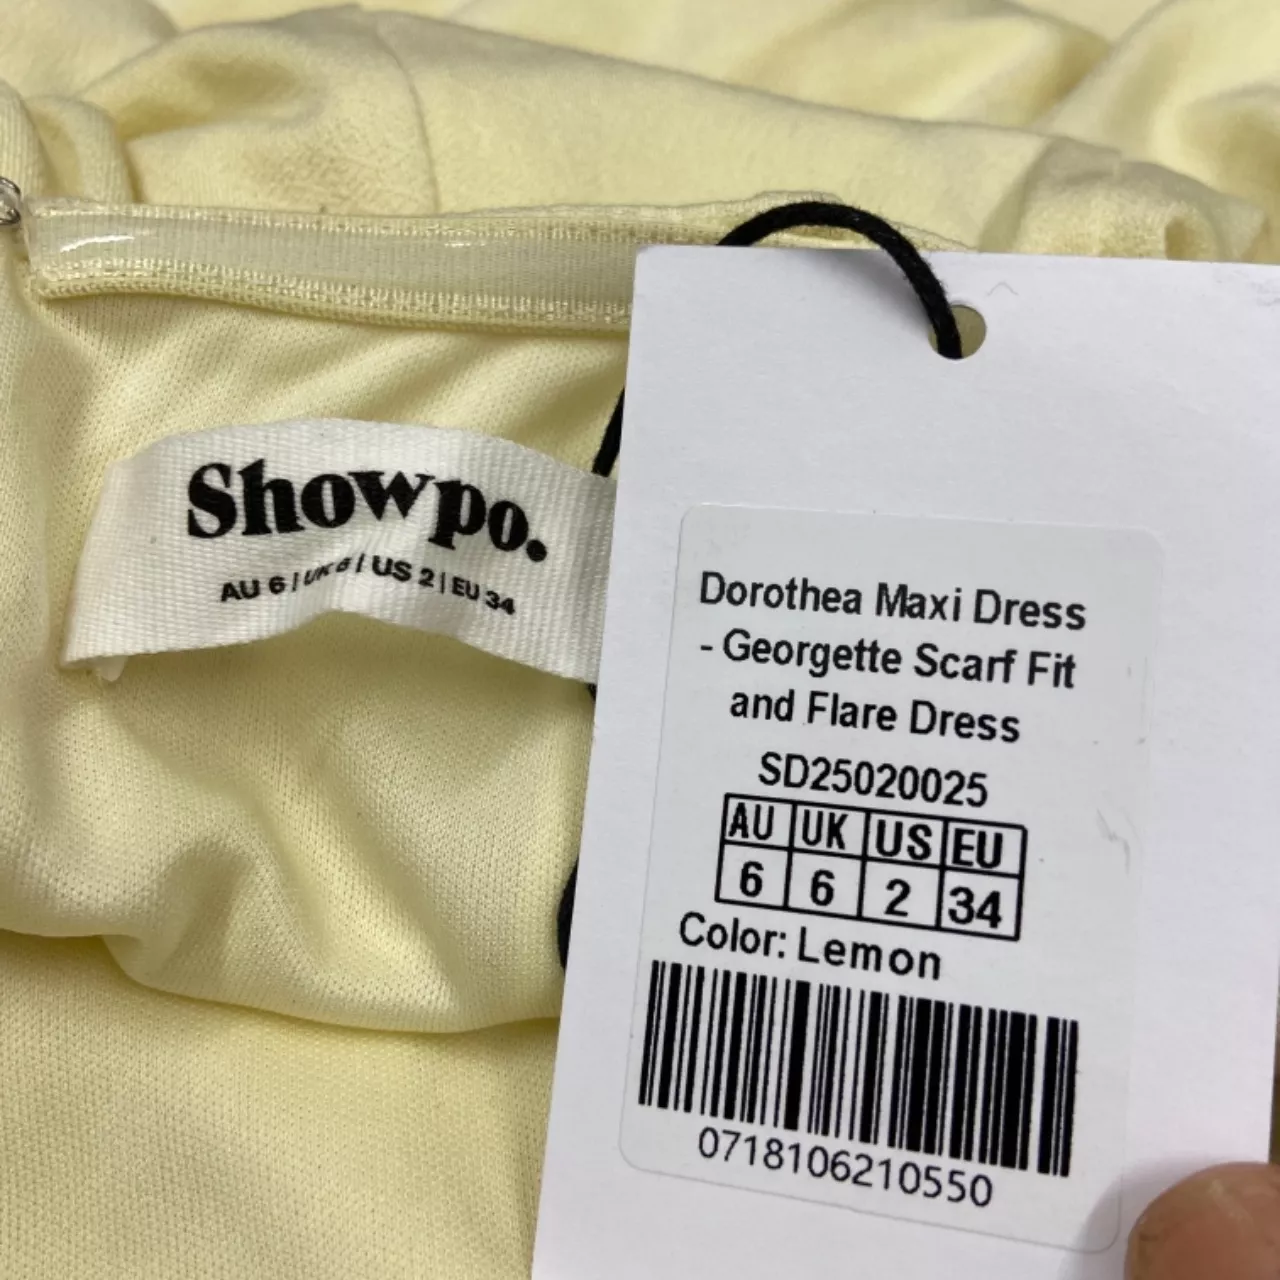 Showpo.
AU 6 | UK 6 | US 2 | EU 34
Dorothea Maxi Dress
- Georgette Scarf Fit
and Flare Dress
SD25020025
AU UK US EU
6 6 2 34
Color: Lemon
0718106210550